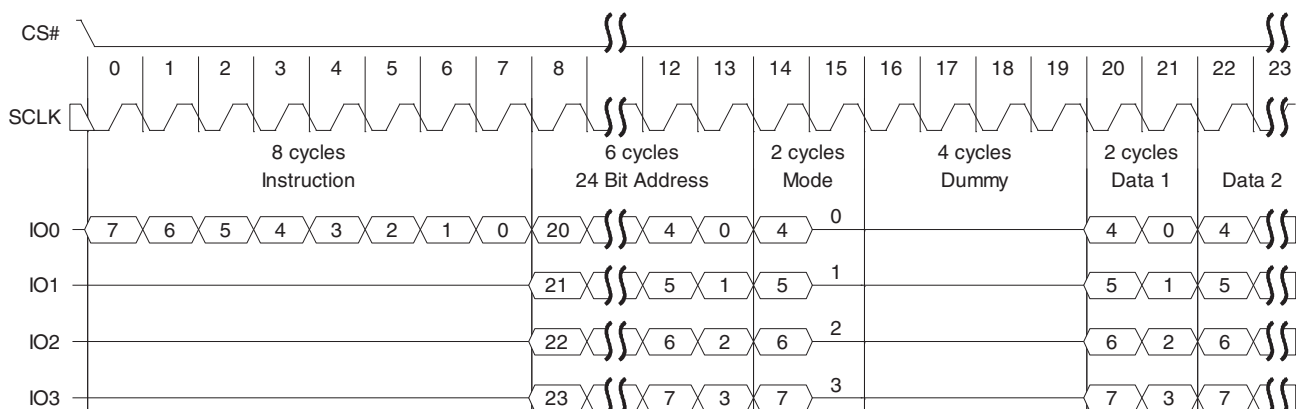 CS#
0 1 2 3 4 5 6 7 8 12 13 14 15 16 17 18 19 20 21 22 23
SCLK
8 cycles 6 cycles 2 cycles 4 cycles 2 cycles
Instruction 24 Bit Address Mode Dummy Data 1 Data 2
IO0 7 6 5 4 3 2 1 0 20 4 0 4 0 4 0 4
IO1 21 5 1 5 1 5 1 5
IO2 22 6 2 6 2 6 2 6
IO3 23 7 3 7 3 7 3 7